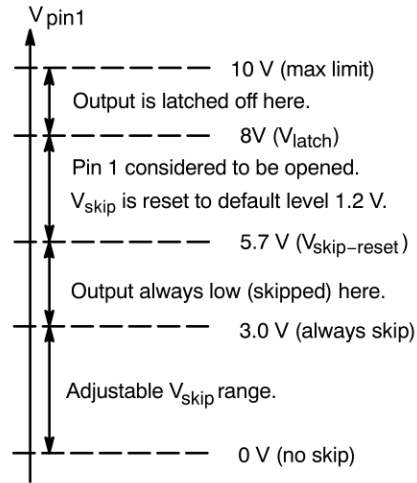 Vpin1
10 V (max limit)
Output is latched off here.
8V (Vlatch)
Pin 1 considered to be opened.
Vskip is reset to default level 1.2 V.
5.7 V (Vskip–reset)
Output always low (skipped) here.
3.0 V (always skip)
Adjustable Vskip range.
0 V (no skip)